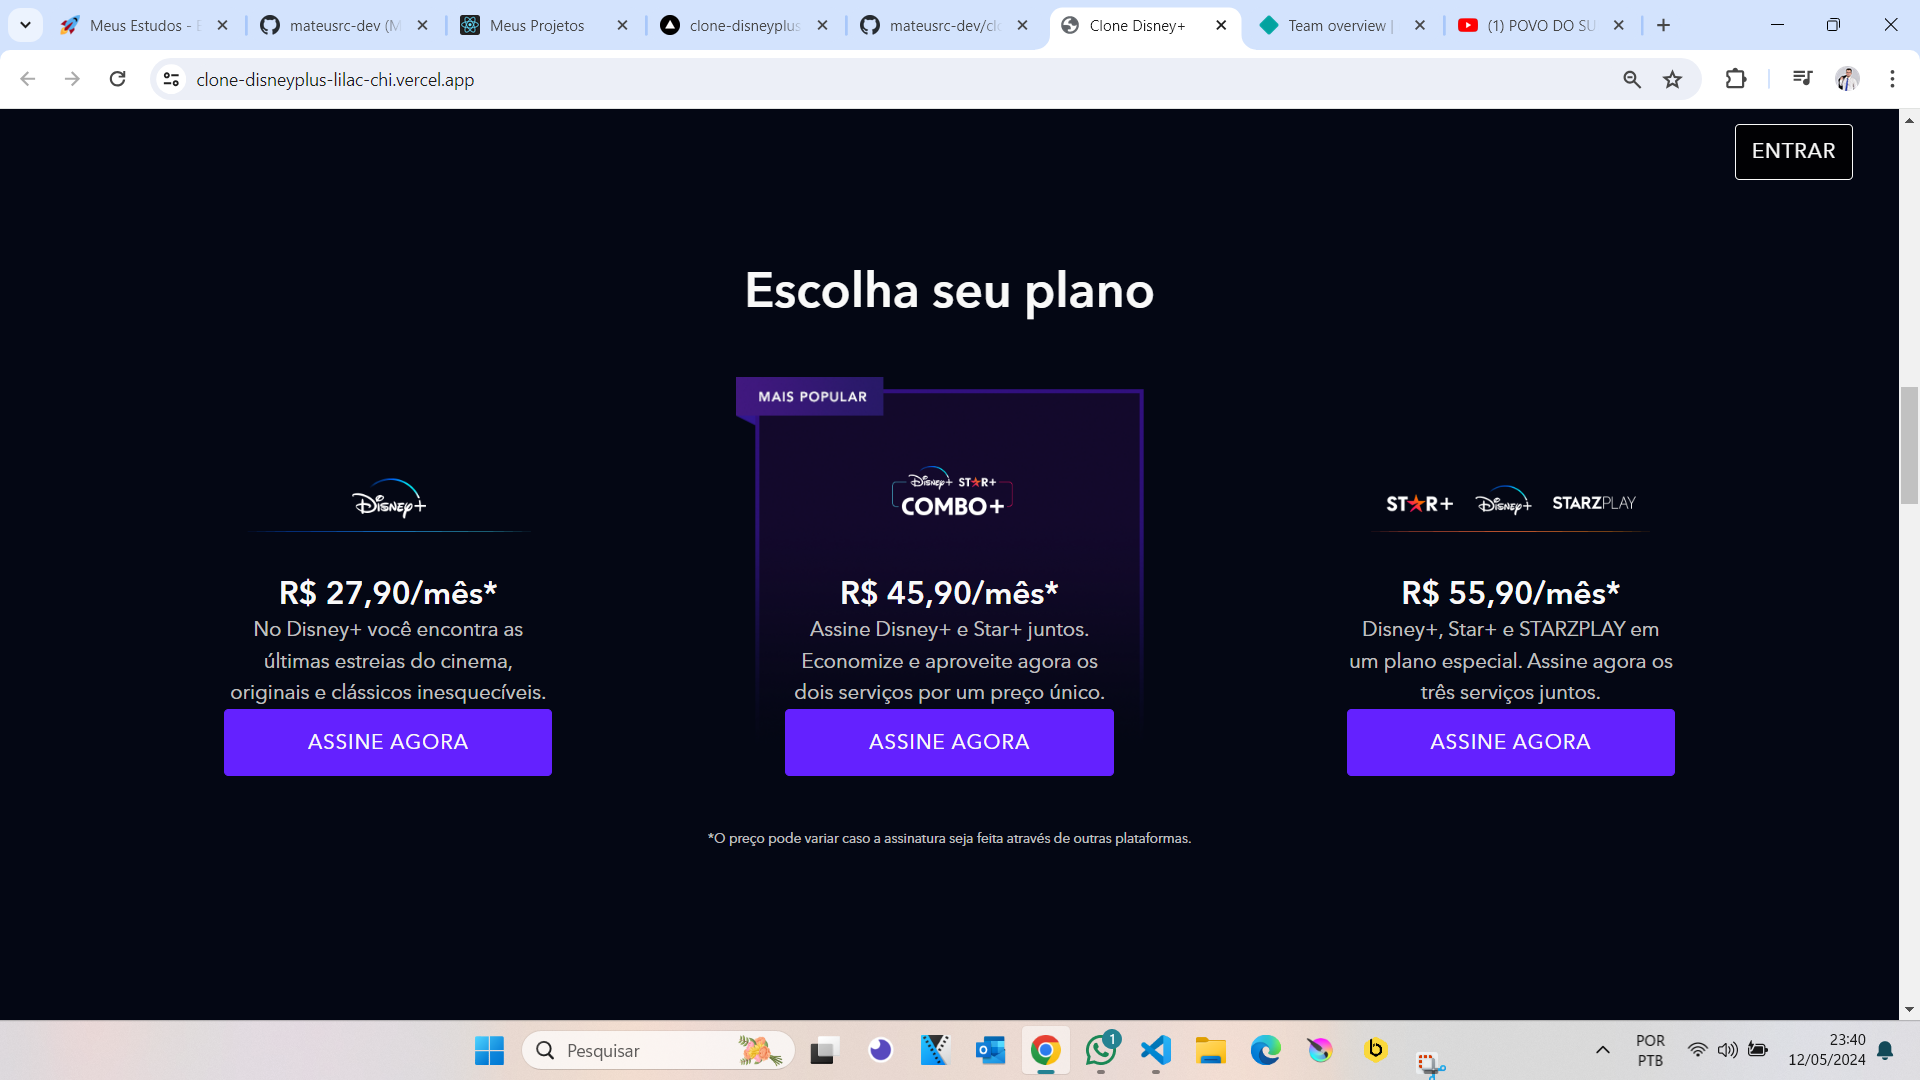 Meus Estudos - E
mateusrc-dev (M
Meus Projetos
clone-disneyplus
mateusrc-dev/clo
Clone Disney+
Team overview |
(1) POVO DO SU
clone-disneyplus-lilac-chi.vercel.app
ENTRAR
Escolha seu plano
MAIS POPULAR
Disney+
Disney+ STAR+
COMBO+
STAR+ Disney+ STARZPLAY
R$ 27,90/mês*
No Disney+ você encontra as
últimas estreias do cinema,
originais e clássicos inesquecíveis.
ASSINE AGORA
R$ 45,90/mês*
Assine Disney+ e Star+ juntos.
Economize e aproveite agora os
dois serviços por um preço único.
ASSINE AGORA
R$ 55,90/mês*
Disney+, Star+ e STARZPLAY em
um plano especial. Assine agora os
três serviços juntos.
ASSINE AGORA
*O preço pode variar caso a assinatura seja feita através de outras plataformas.
Pesquisar
1
POR
PTB
23:40
12/05/2024